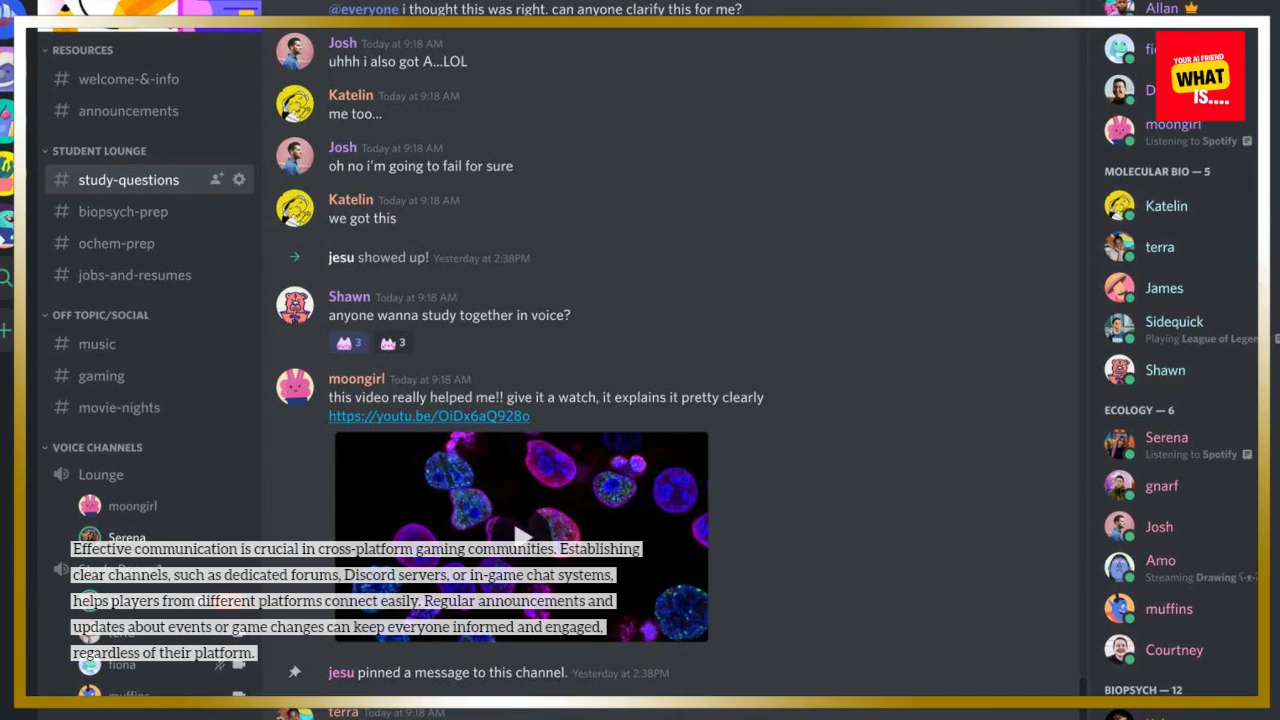 @everyone i thought this was right. can anyone clarify this for me?
RESOURCES
# welcome-&-info
# announcements
STUDENT LOUNGE
# study-questions
# biopsych-prep
# ochem-prep
# jobs-and-resumes
OFF TOPIC/SOCIAL
# music
# gaming
# movie-nights
VOICE CHANNELS
Lounge
moongirl
Serena
fiona
muffins
Josh Today at 9:18 AM
uhhh i also got A...LOL
Katelin Today at 9:18 AM
me too...
Josh Today at 9:18 AM
oh no i'm going to fail for sure
Katelin Today at 9:18 AM
we got this
jesu showed up! Yesterday at 2:38PM
Shawn Today at 9:18 AM
anyone wanna study together in voice?
3 3
moongirl Today at 9:18 AM
this video really helped me!! give it a watch, it explains it pretty clearly
https://youtu.be/OiDx6aQ928o
Effective communication is crucial in cross-platform gaming communities. Establishing
clear channels, such as dedicated forums, Discord servers, or in-game chat systems,
helps players from different platforms connect easily. Regular announcements and
updates about events or game changes can keep everyone informed and engaged,
regardless of their platform.
jesu pinned a message to this channel. Yesterday at 2:38PM
terra Today at 9:18 AM
Allan
YOUR AI FRIEND
WHAT
IS....
moongirl
Listening to Spotify
MOLECULAR BIO — 5
Katelin
terra
James
Sidequick
Playing League of Legen
Shawn
ECOLOGY — 6
Serena
Listening to Spotify
gnarf
Josh
Amo
Streaming Drawing
muffins
Courtney
BIOPSYCH — 12